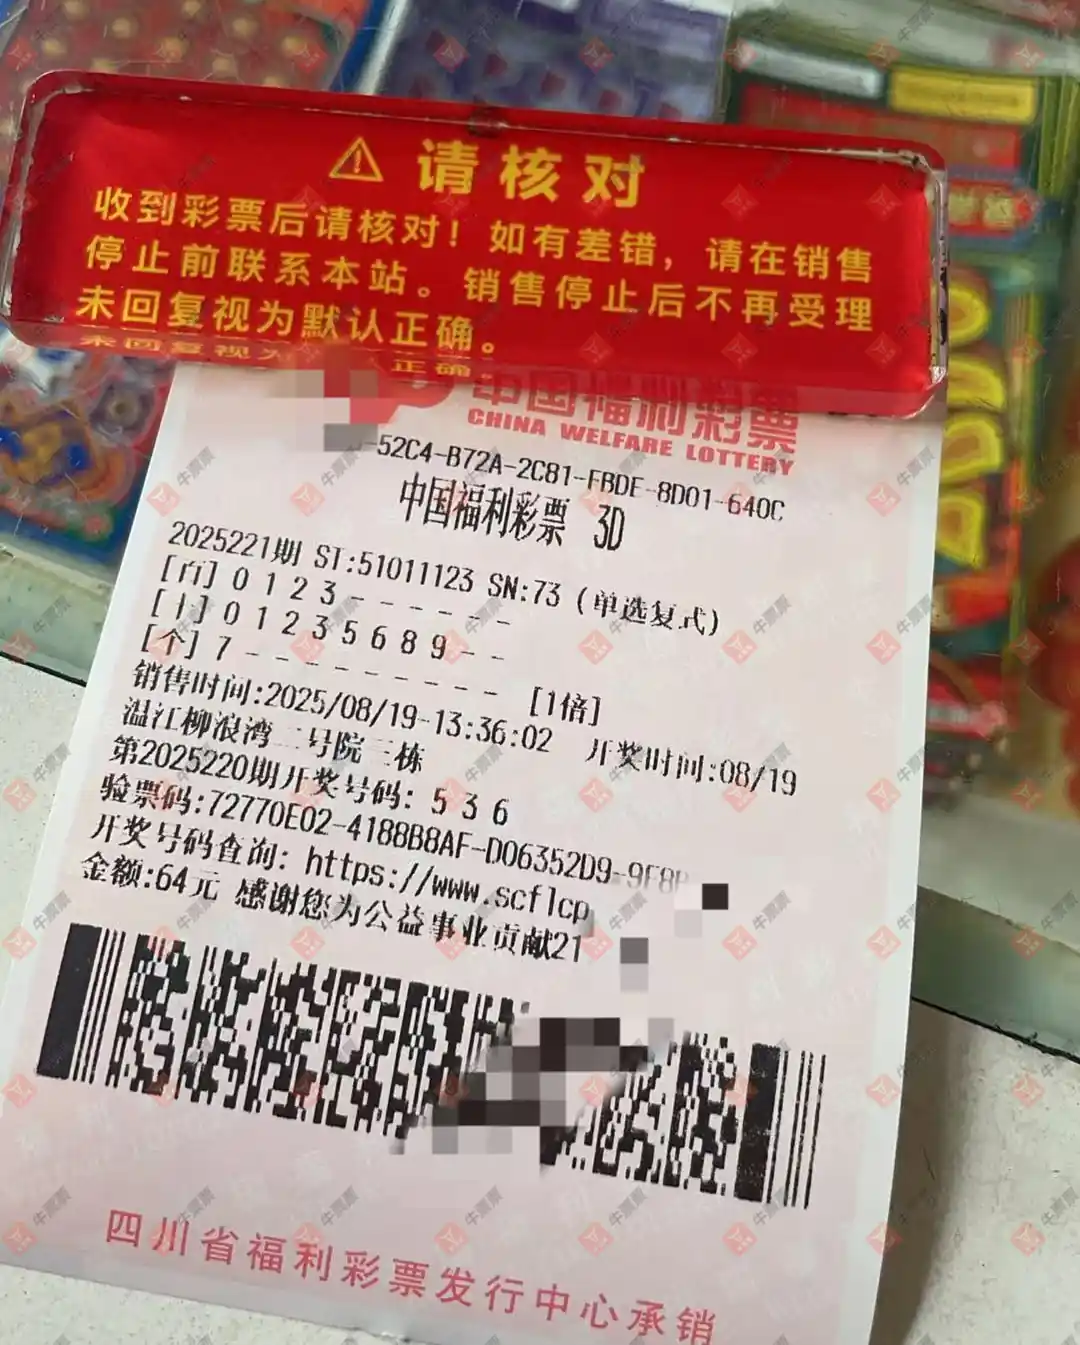 ⚠ 请核对
收到彩票后请核对！如有差错，请在销售
停止前联系本站。销售停止后不再受理
未回复视为默认正确。
中国福利彩票
CHINA WELFARE LOTTERY
-52C4-B72A-2C81-FBDE-8D01-640C
中国福利彩票 3D
2025221期 ST:51011123 SN:73 (单选复式)
[百] 0 1 2 3 - - - - - -
[十] 0 1 2 3 5 6 8 9 - -
[个] 7 - - - - - - - - - [1倍]
销售时间:2025/08/19-13:36:02 开奖时间:08/19
温江柳浪湾二号院三栋
第2025220期开奖号码: 5 3 6
验票码:72770E02-4188B8AF-D06352D9-9F8
开奖号码查询: https://www.scflcp
金额:64元 感谢您为公益事业贡献21
四川省福利彩票发行中心承销
牛票票